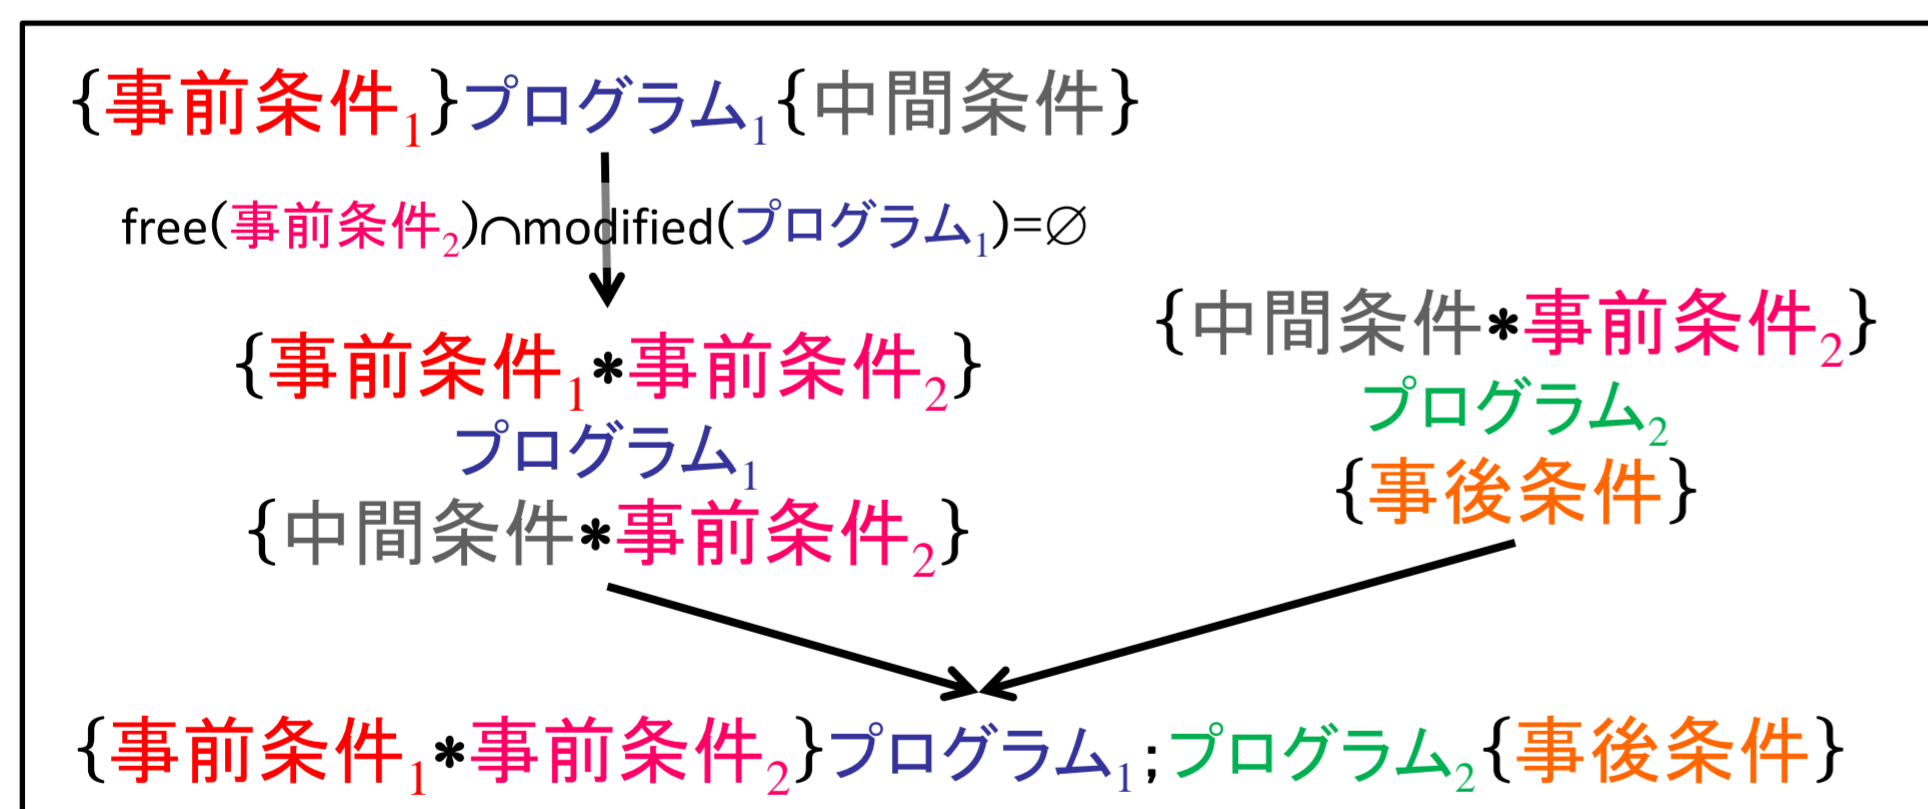 {事前条件₁}プログラム₁{中間条件}
free(事前条件₂)∩modified(プログラム₁)=∅
{事前条件₁*事前条件₂}
プログラム₁
{中間条件*事前条件₂}
{中間条件*事前条件₂}
プログラム₂
{事後条件}
{事前条件₁*事前条件₂}プログラム₁;プログラム₂{事後条件}